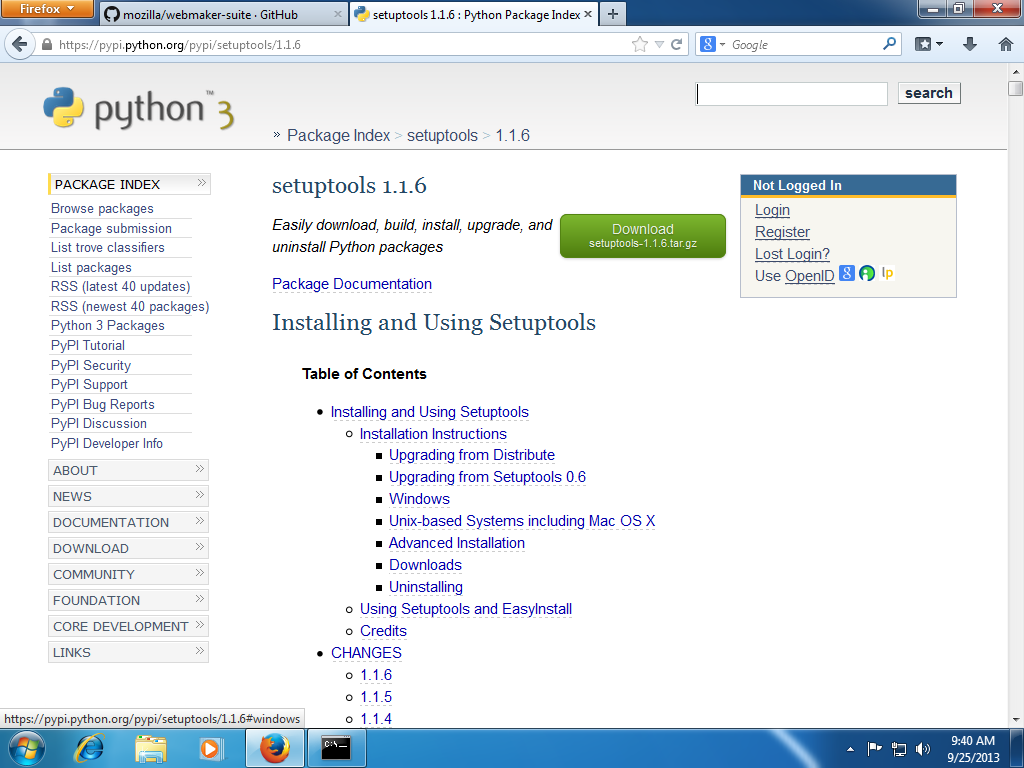 Firefox
mozilla/webmaker-suite · GitHub
setuptools 1.1.6 : Python Package Index
https://pypi.python.org/pypi/setuptools/1.1.6
Google
python™ 3
search
» Package Index > setuptools > 1.1.6
PACKAGE INDEX »
Browse packages
Package submission
List trove classifiers
List packages
RSS (latest 40 updates)
RSS (newest 40 packages)
Python 3 Packages
PyPI Tutorial
PyPI Security
PyPI Support
PyPI Bug Reports
PyPI Discussion
PyPI Developer Info
ABOUT »
NEWS »
DOCUMENTATION »
DOWNLOAD »
COMMUNITY »
FOUNDATION »
CORE DEVELOPMENT »
LINKS »
setuptools 1.1.6
Easily download, build, install, upgrade, and
uninstall Python packages
Download
setuptools-1.1.6.tar.gz
Package Documentation
Installing and Using Setuptools
Table of Contents
• Installing and Using Setuptools
Installation Instructions
Upgrading from Distribute
Upgrading from Setuptools 0.6
Windows
Unix-based Systems including Mac OS X
Advanced Installation
Downloads
Uninstalling
Using Setuptools and EasyInstall
Credits
• CHANGES
1.1.6
1.1.5
1.1.4
Not Logged In
Login
Register
Lost Login?
Use OpenID 8 lp
https://pypi.python.org/pypi/setuptools/1.1.6#windows
C:\.
9:40 AM
9/25/2013